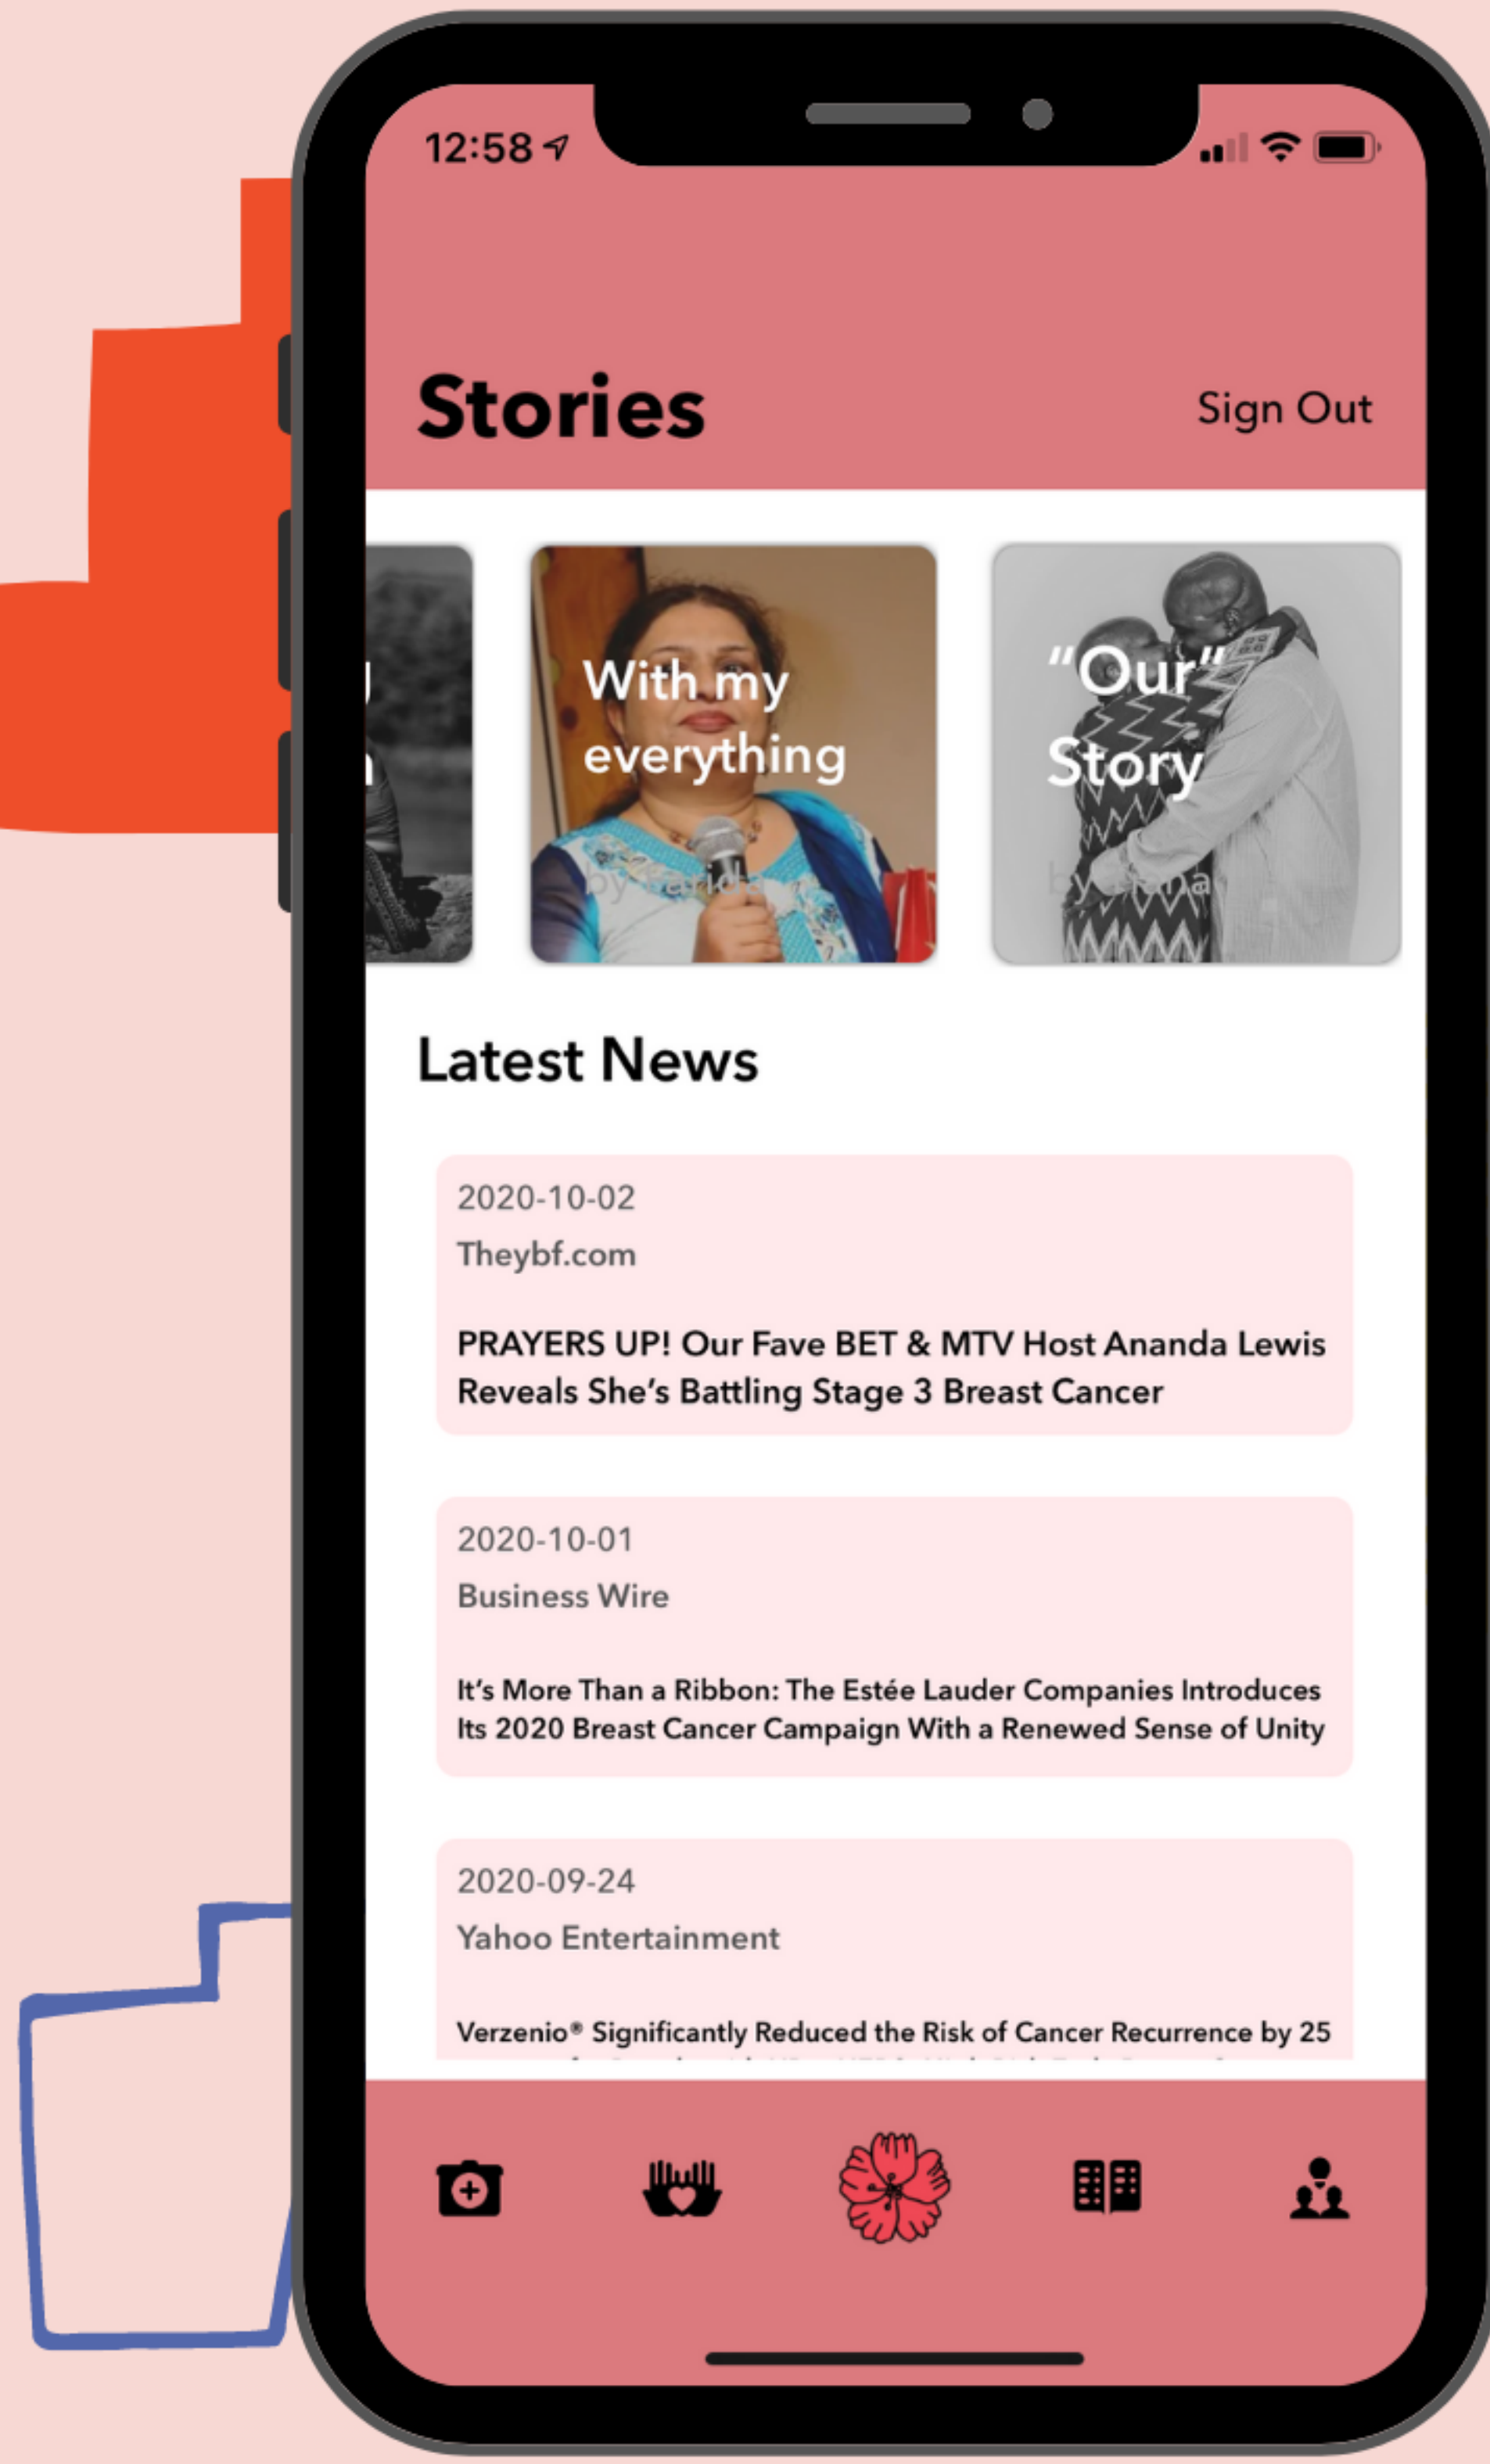 12:58
Stories
Sign Out
With my
everything
"Our"
Story
by
Latest News
2020-10-02
Theybf.com
PRAYERS UP! Our Fave BET & MTV Host Ananda Lewis
Reveals She's Battling Stage 3 Breast Cancer
2020-10-01
Business Wire
It's More Than a Ribbon: The Estée Lauder Companies Introduces
Its 2020 Breast Cancer Campaign With a Renewed Sense of Unity
2020-09-24
Yahoo Entertainment
Verzenio® Significantly Reduced the Risk of Cancer Recurrence by 25